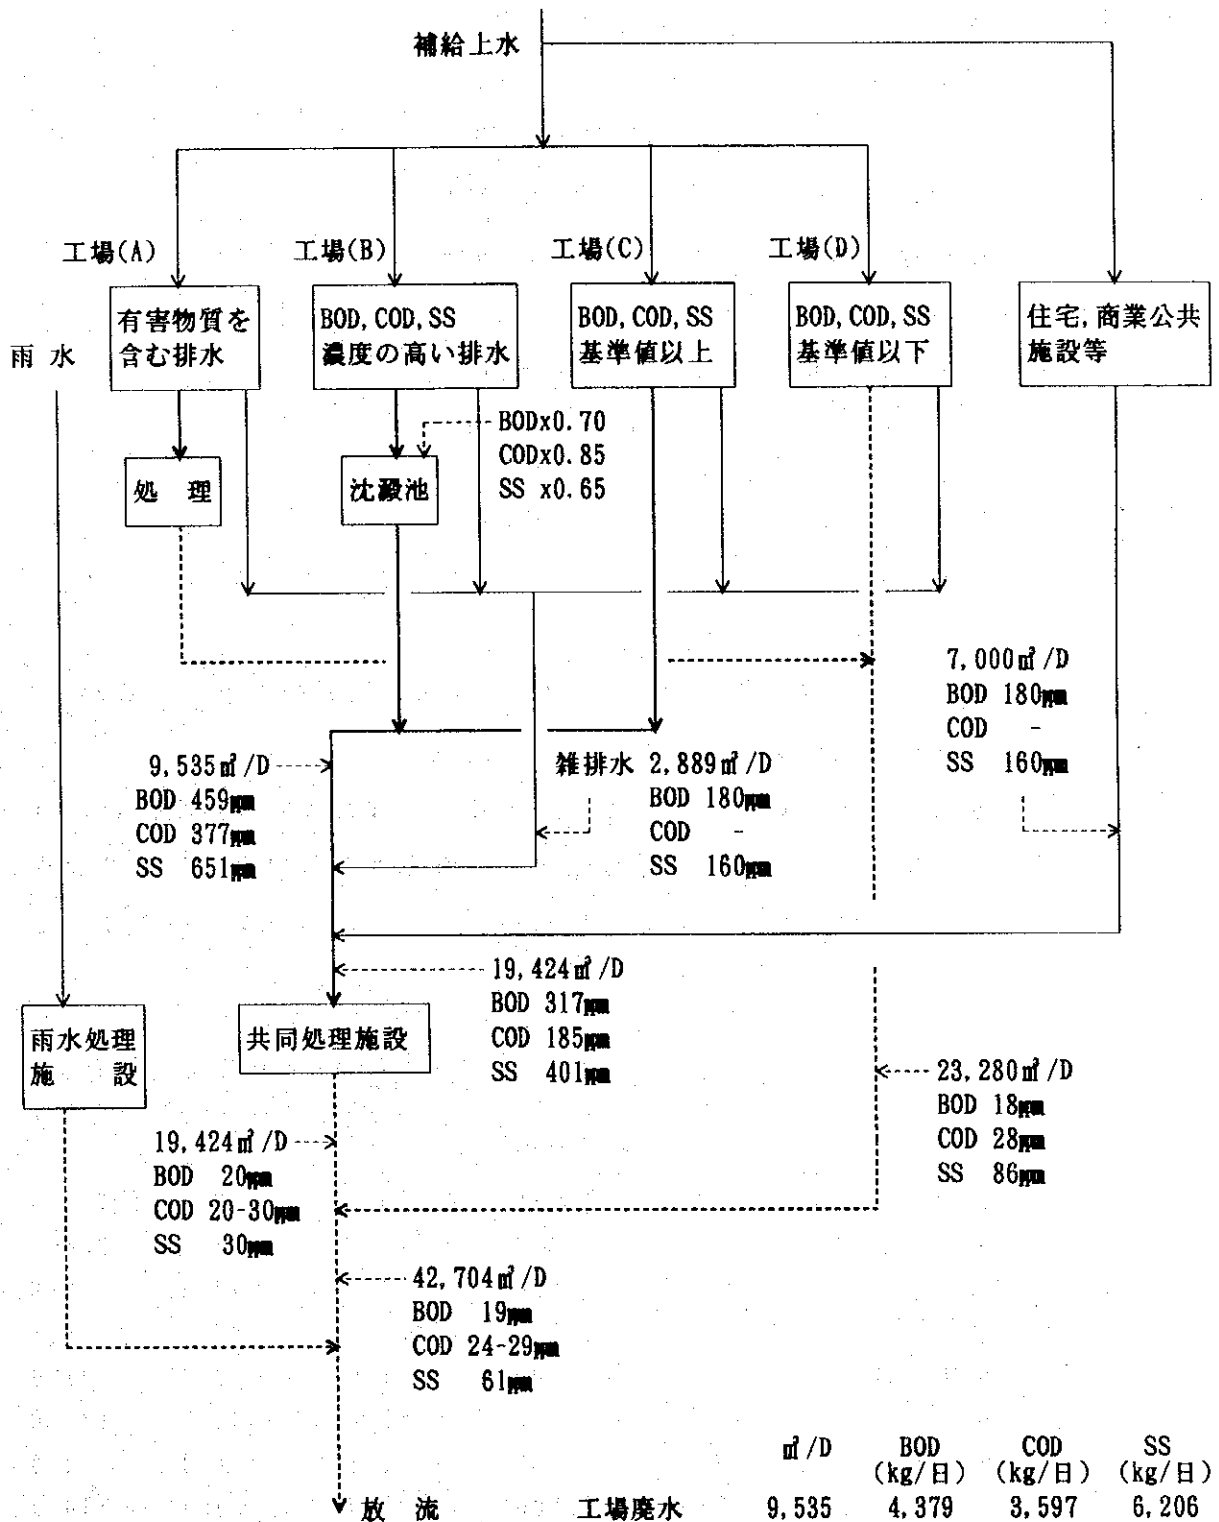 補給上水
工場(A)
工場(B)
工場(C)
工場(D)
雨水
有害物質を
含む排水
BOD, COD, SS
濃度の高い排水
BOD, COD, SS
基準値以上
BOD, COD, SS
基準値以下
住宅, 商業公共
施設等
処理
沈澱池
BODx0.70
CODx0.85
SS x0.65
7,000㎥/D
BOD 180ppm
COD -
SS 160ppm
9,535㎥/D
BOD 459ppm
COD 377ppm
SS 651ppm
雑排水 2,889㎥/D
BOD 180ppm
COD -
SS 160ppm
19,424㎥/D
BOD 317ppm
COD 185ppm
SS 401ppm
雨水処理
施設
共同処理施設
23,280㎥/D
BOD 18ppm
COD 28ppm
SS 86ppm
19,424㎥/D
BOD 20ppm
COD 20-30ppm
SS 30ppm
42,704㎥/D
BOD 19ppm
COD 24-29ppm
SS 61ppm
㎥/D BOD COD SS
(kg/日) (kg/日) (kg/日)
放流 工場廃水 9,535 4,379 3,597 6,206